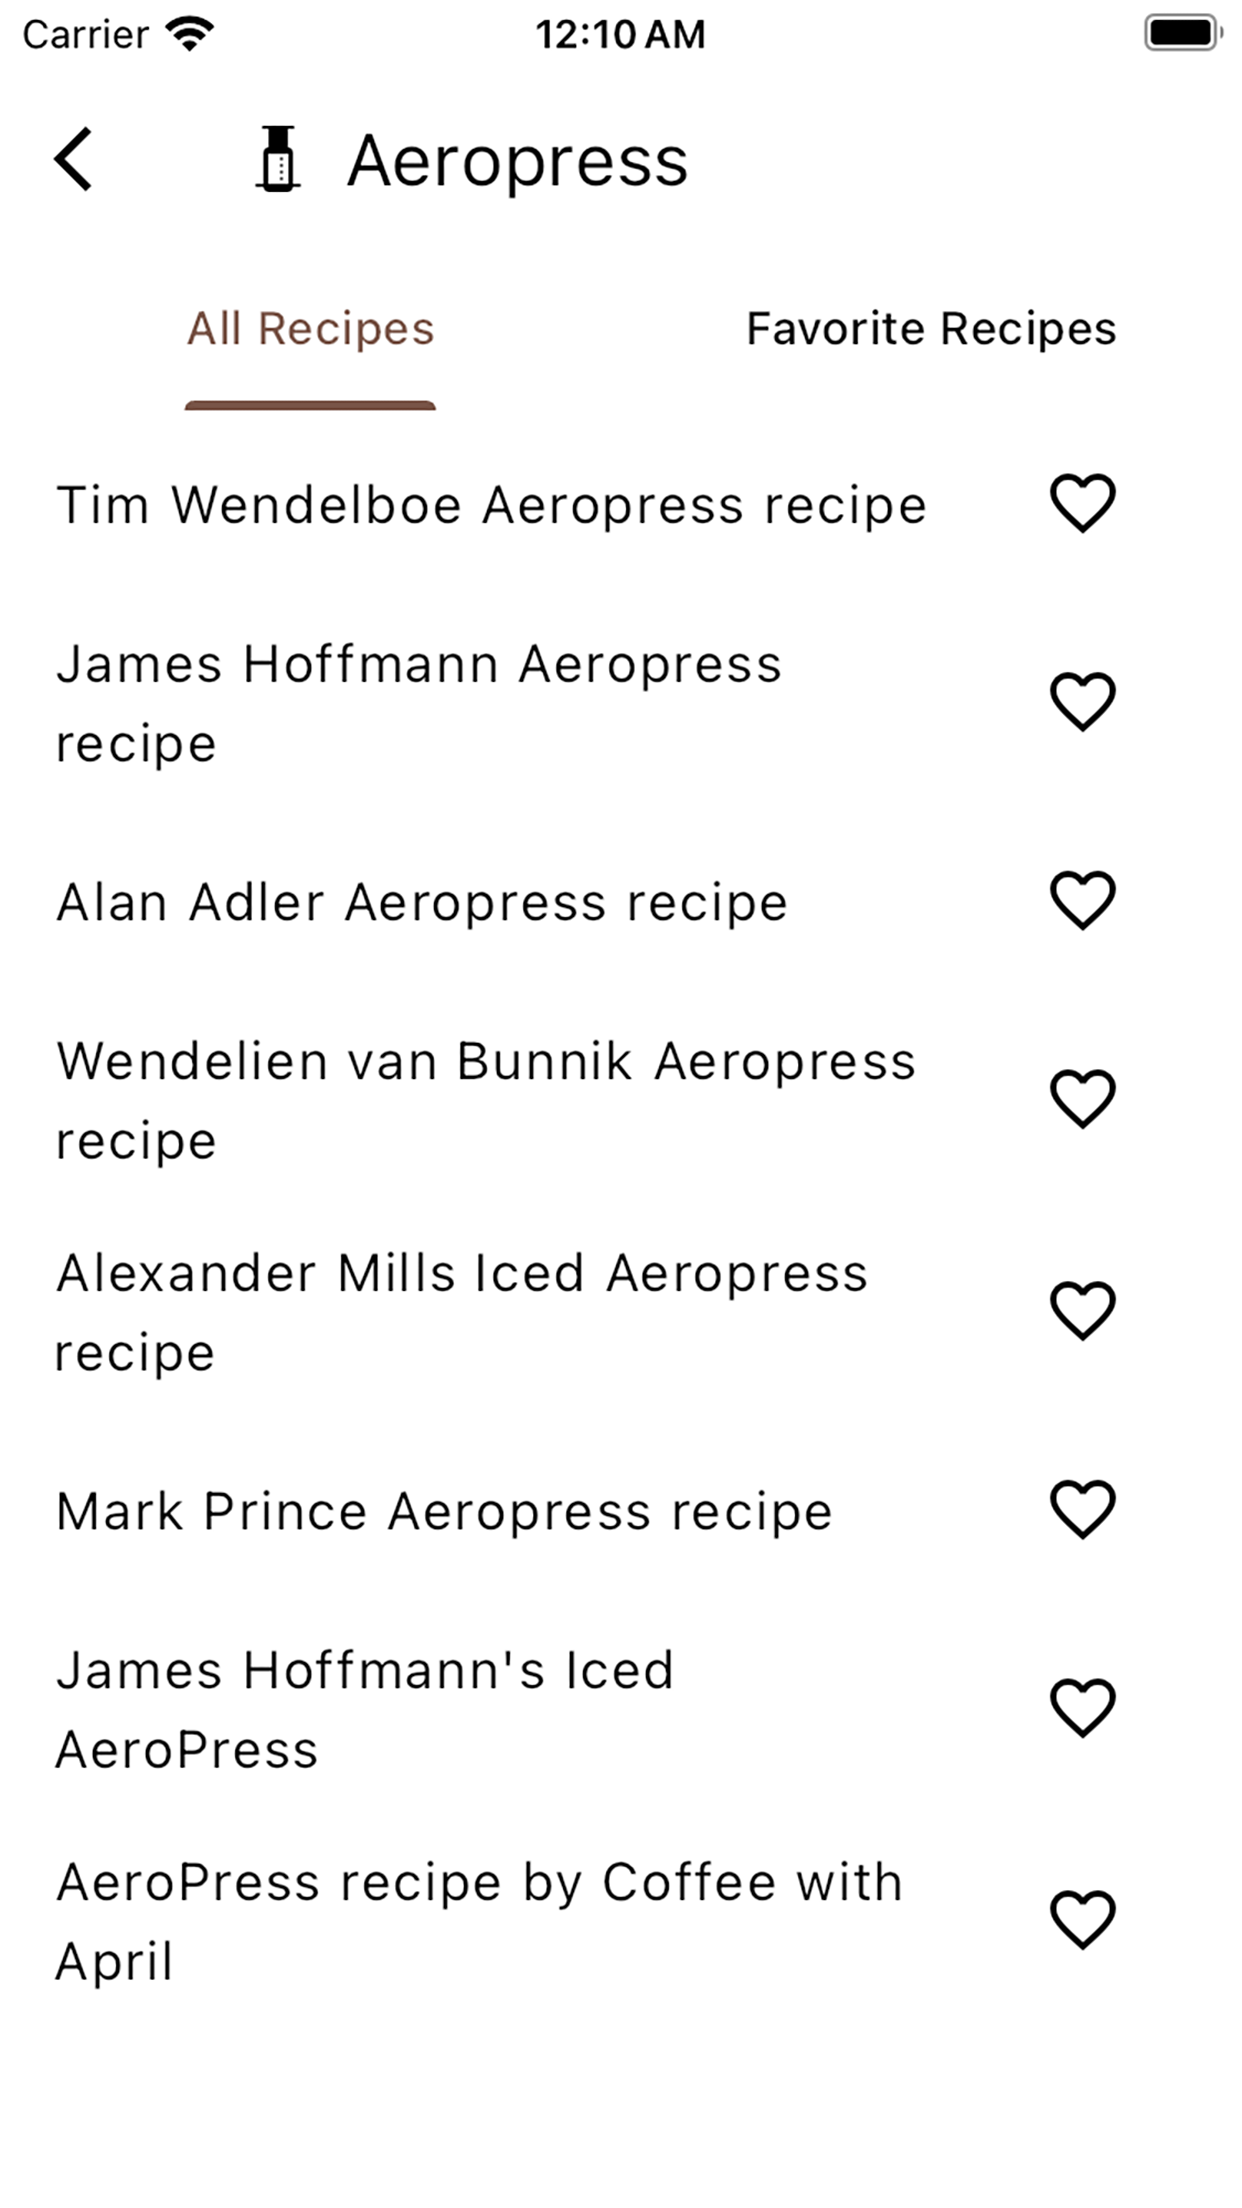 Carrier 12:10 AM
Aeropress
All Recipes Favorite Recipes
Tim Wendelboe Aeropress recipe
James Hoffmann Aeropress
recipe
Alan Adler Aeropress recipe
Wendelien van Bunnik Aeropress
recipe
Alexander Mills Iced Aeropress
recipe
Mark Prince Aeropress recipe
James Hoffmann's Iced
AeroPress
AeroPress recipe by Coffee with
April